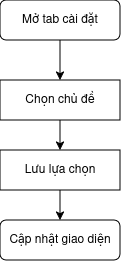 Mở tab cài đặt
Chọn chủ đề
Lưu lựa chọn
Cập nhật giao diện